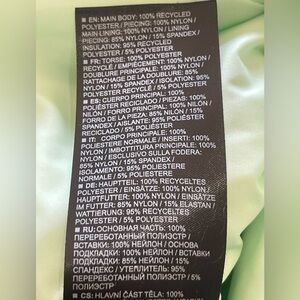 ■ EN: MAIN BODY: 100% RECYCLED
POLYESTER / PIECING: 100% NYLON /
MAIN LINING: 100% NYLON / LINING
PIECING: 85% NYLON / 15% SPANDEX /
INSULATION: 95% RECYCLED
POLYESTER / 5% POLYESTER
■ FR: TORSE: 100% POLYESTER
RECYCLÉ / EMPIÈCEMENT: 100% NYLON /
DOUBLURE PRINCIPALE: 100% NYLON /
RATTACHAGE DE LA DOUBLURE: 85%
NYLON / 15% SPANDEX / ISOLATION: 95%
POLYESTER RECYCLÉ / 5% POLYESTER
■ ES: CUERPO PRINCIPAL: 100%
POLIÉSTER RECICLADO / PIEZAS: 100%
NILÓN / FORRO PRINCIPAL: 100% NILÓN /
FORRO DE LA PIEZA: 85% NILÓN / 15%
SPANDEX / AISLANTE: 95% POLIÉSTER
RECICLADO / 5% POLIÉSTER
■ IT: CORPO PRINCIPALE: 100%
POLIESTERE NORMALE / INSERTI: 100%
NYLON / IMBOTTITURA PRINCIPALE: 100%
NYLON / ESCLUSIVO SULLA FODERA:
85% NYLON / 15% SPANDEX /
ISOLAMENTO: 95% POLIESTERE
NORMALE / 5% POLIESTERE
■ DE: HAUPTTEIL: 100% RECYCELTES
POLYESTER / EINSÄTZE: 100% NYLON /
HAUPTFUTTER: 100% NYLON / EINSÄTZE
IM FUTTER: 85% NYLON / 15% ELASTAN /
WATTIERUNG: 95% RECYCELTES
POLYESTER / 5% POLYESTER
■ RU: ОСНОВНАЯ ЧАСТЬ: 100%
ПЕРЕРЕБОТАННЫЙ ПОЛИЭСТР /
ВСТАВКИ: 100% НЕЙЛОН / ОСНОВА
ПОДКЛАДКИ: 100% НЕЙЛОН / ВСТАВКИ
ПОДКЛАДКИ: 85% НЕЙЛОН / 15%
СПАНДЕКС / УТЕПЛИТЕЛЬ: 95%
ПЕРЕРЕБОТАННЫЙ ПОЛИЭСТР / 5%
ПОЛИЭСТР
■ CS: HLAVNÍ ČÁST TĚLA: 100%